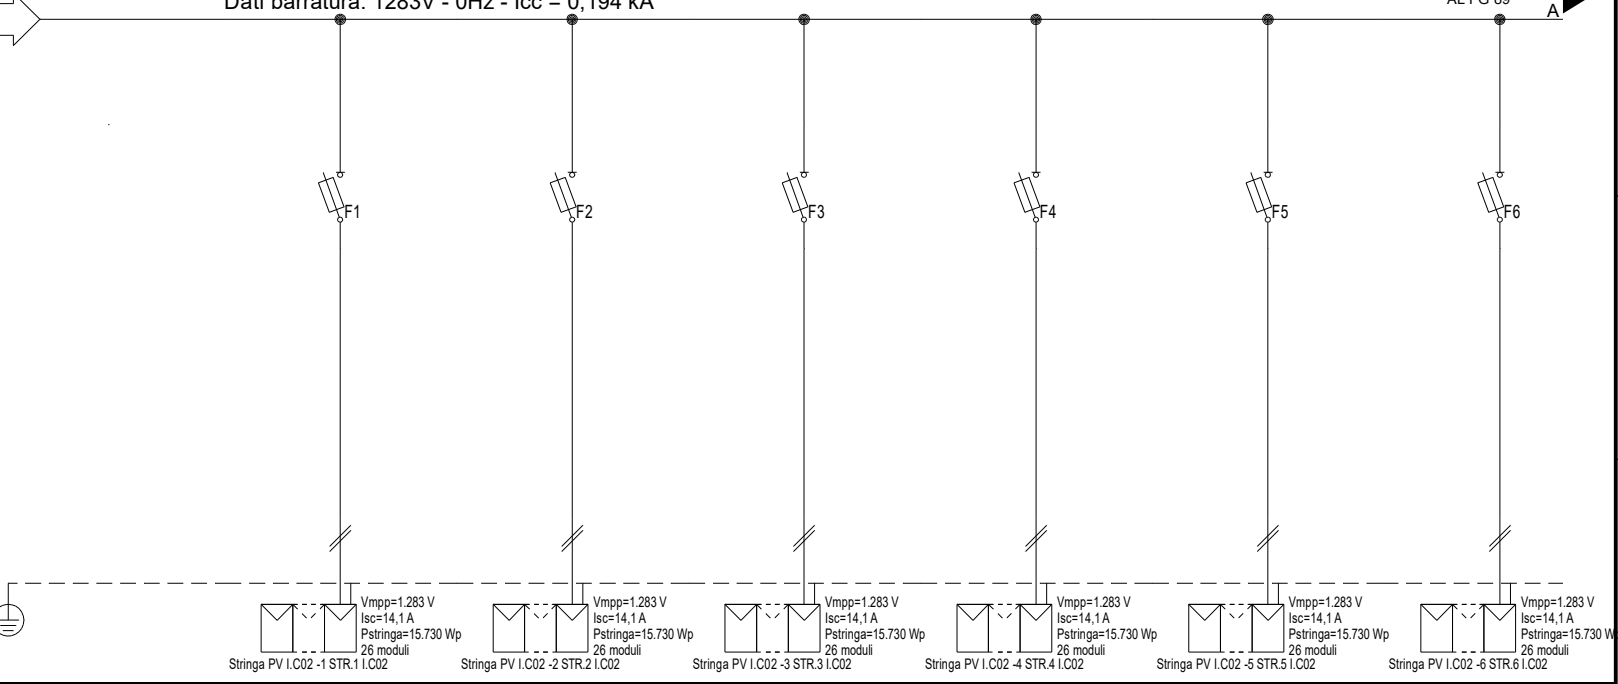 Dati barratura: 1283V - 0Hz - Icc = 0,194 kA
A
F1
F2
F3
F4
F5
F6
Vmpp=1.283 V
Isc=14,1 A
Pstringa=15.730 Wp
26 moduli
Stringa PV I.C02 -1 STR.1 I.C02
Vmpp=1.283 V
Isc=14,1 A
Pstringa=15.730 Wp
26 moduli
Stringa PV I.C02 -2 STR.2 I.C02
Vmpp=1.283 V
Isc=14,1 A
Pstringa=15.730 Wp
26 moduli
Stringa PV I.C02 -3 STR.3 I.C02
Vmpp=1.283 V
Isc=14,1 A
Pstringa=15.730 Wp
26 moduli
Stringa PV I.C02 -4 STR.4 I.C02
Vmpp=1.283 V
Isc=14,1 A
Pstringa=15.730 Wp
26 moduli
Stringa PV I.C02 -5 STR.5 I.C02
Vmpp=1.283 V
Isc=14,1 A
Pstringa=15.730 W
26 moduli
Stringa PV I.C02 -6 STR.6 I.C02